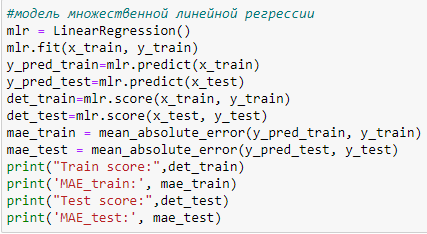 #модель множественной линейной регрессии
mlr = LinearRegression()
mlr.fit(x_train, y_train)
y_pred_train=mlr.predict(x_train)
y_pred_test=mlr.predict(x_test)
det_train=mlr.score(x_train, y_train)
det_test=mlr.score(x_test, y_test)
mae_train = mean_absolute_error(y_pred_train, y_train)
mae_test = mean_absolute_error(y_pred_test, y_test)
print("Train score:",det_train)
print('MAE_train:', mae_train)
print("Test score:",det_test)
print('MAE_test:', mae_test)